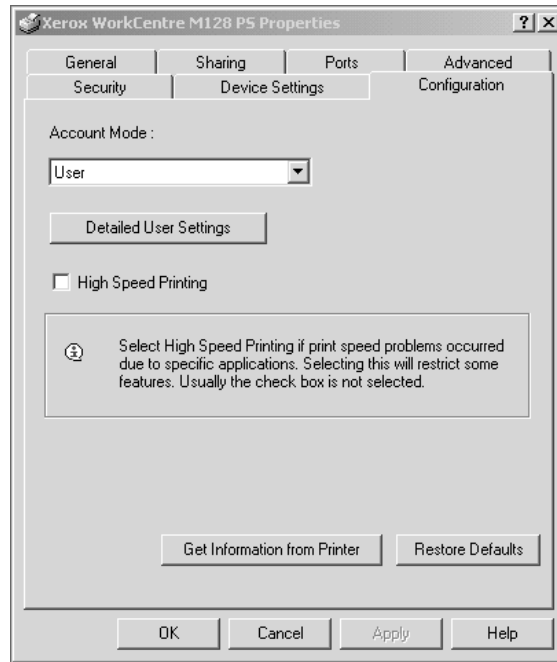 Xerox WorkCentre M128 PS Properties
General Sharing Ports Advanced
Security Device Settings Configuration
Account Mode :
User
Detailed User Settings
High Speed Printing
Select High Speed Printing if print speed problems occurred
due to specific applications. Selecting this will restrict some
features. Usually the check box is not selected.
Get Information from Printer Restore Defaults
OK Cancel Apply Help